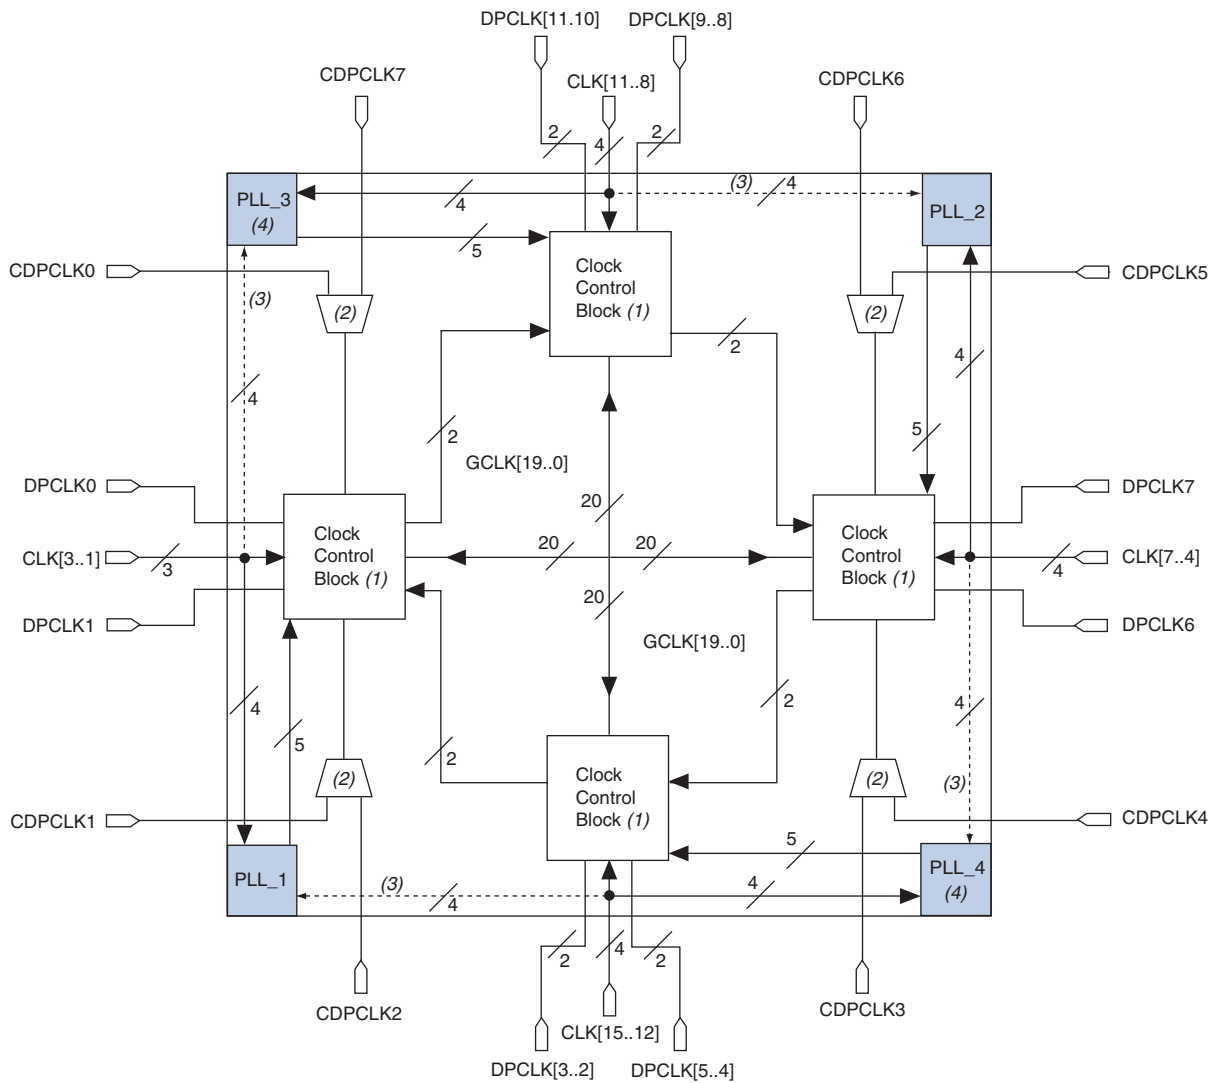 DPCLK[11.10]
DPCLK[9..8]
CDPCLK7
CLK[11..8]
CDPCLK6
2
4
2
PLL_3
(4)
4
(3)
4
PLL_2
5
CDPCLK0
(3)
(2)
Clock
Control
Block (1)
(2)
CDPCLK5
2
4
4
2
5
GCLK[19..0]
DPCLK0
DPCLK7
20
CLK[3..1]
3
Clock
Control
Block (1)
20
20
Clock
Control
Block (1)
4
CLK[7..4]
20
DPCLK1
DPCLK6
GCLK[19..0]
4
5
2
2
4
(2)
Clock
Control
Block (1)
(2)
(3)
CDPCLK1
CDPCLK4
5
PLL_1
(3)
4
4
PLL_4
(4)
2
4
2
CDPCLK2
CDPCLK3
CLK[15..12]
DPCLK[3..2]
DPCLK[5..4]